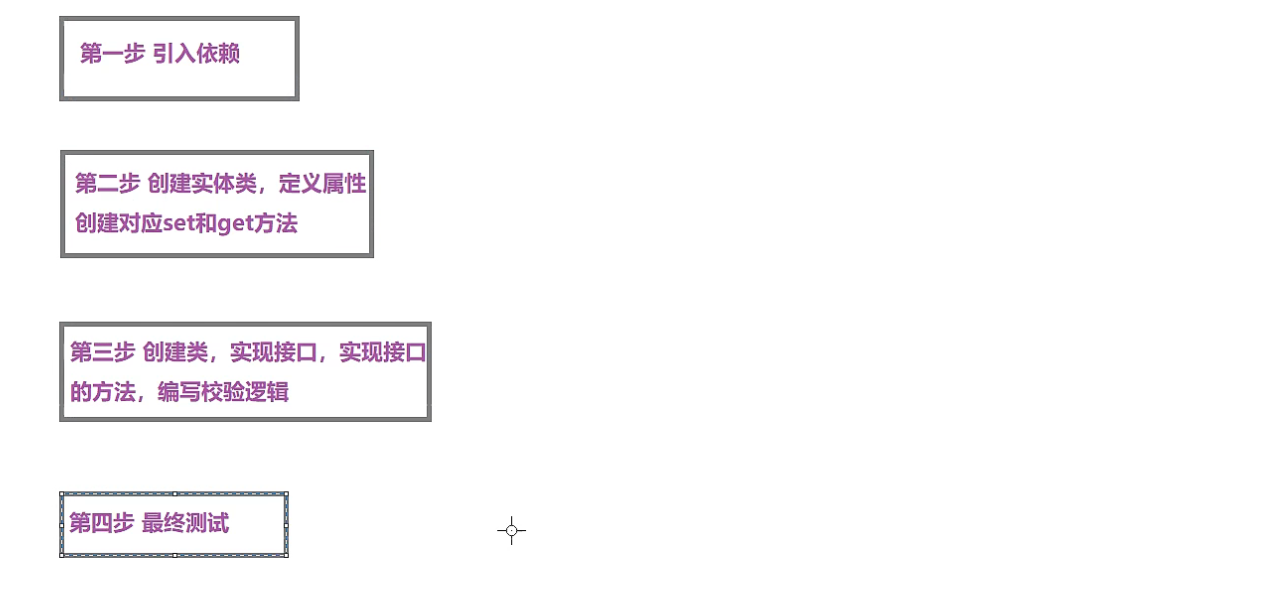 第一步 引入依赖
第二步 创建实体类，定义属性
创建对应set和get方法
第三步 创建类，实现接口，实现接口
的方法，编写校验逻辑
第四步 最终测试